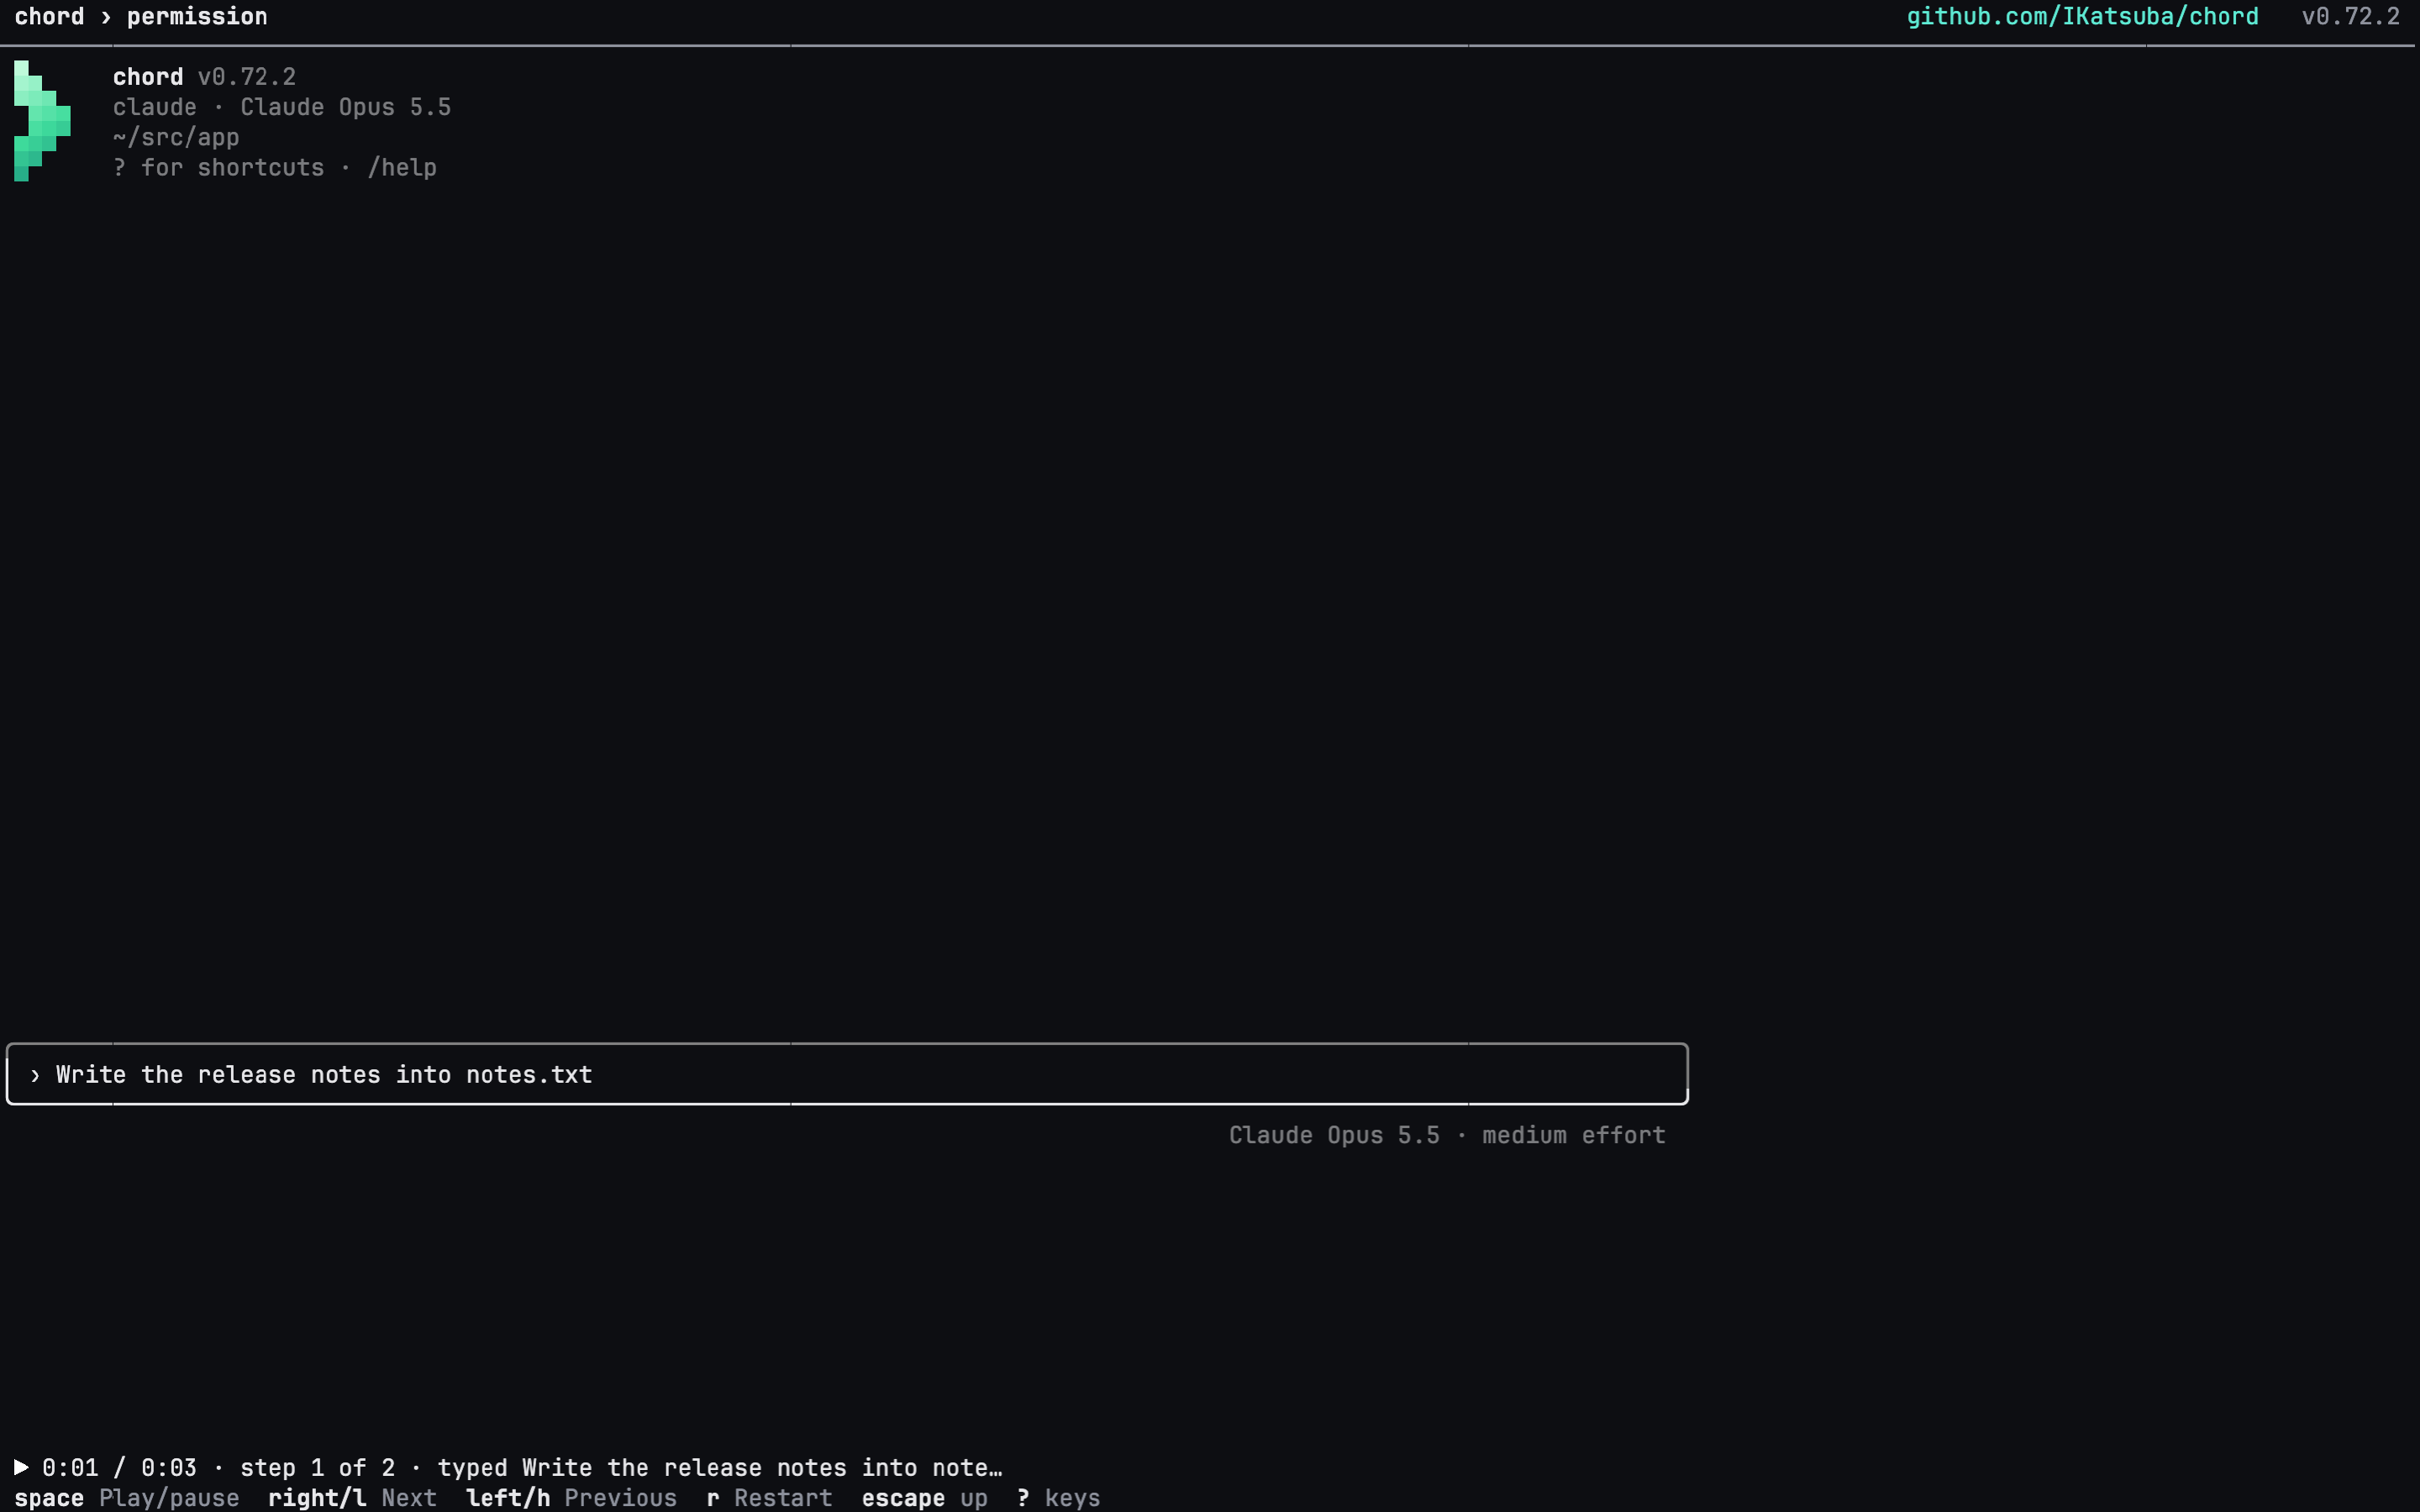 chord › permission github.com/IKatsuba/chord v0.72.2
chord v0.72.2
claude · Claude Opus 5.5
~/src/app
? for shortcuts · /help
› Write the release notes into notes.txt
Claude Opus 5.5 · medium effort
▶ 0:01 / 0:03 · step 1 of 2 · typed Write the release notes into note…
space Play/pause right/l Next left/h Previous r Restart escape up ? keys